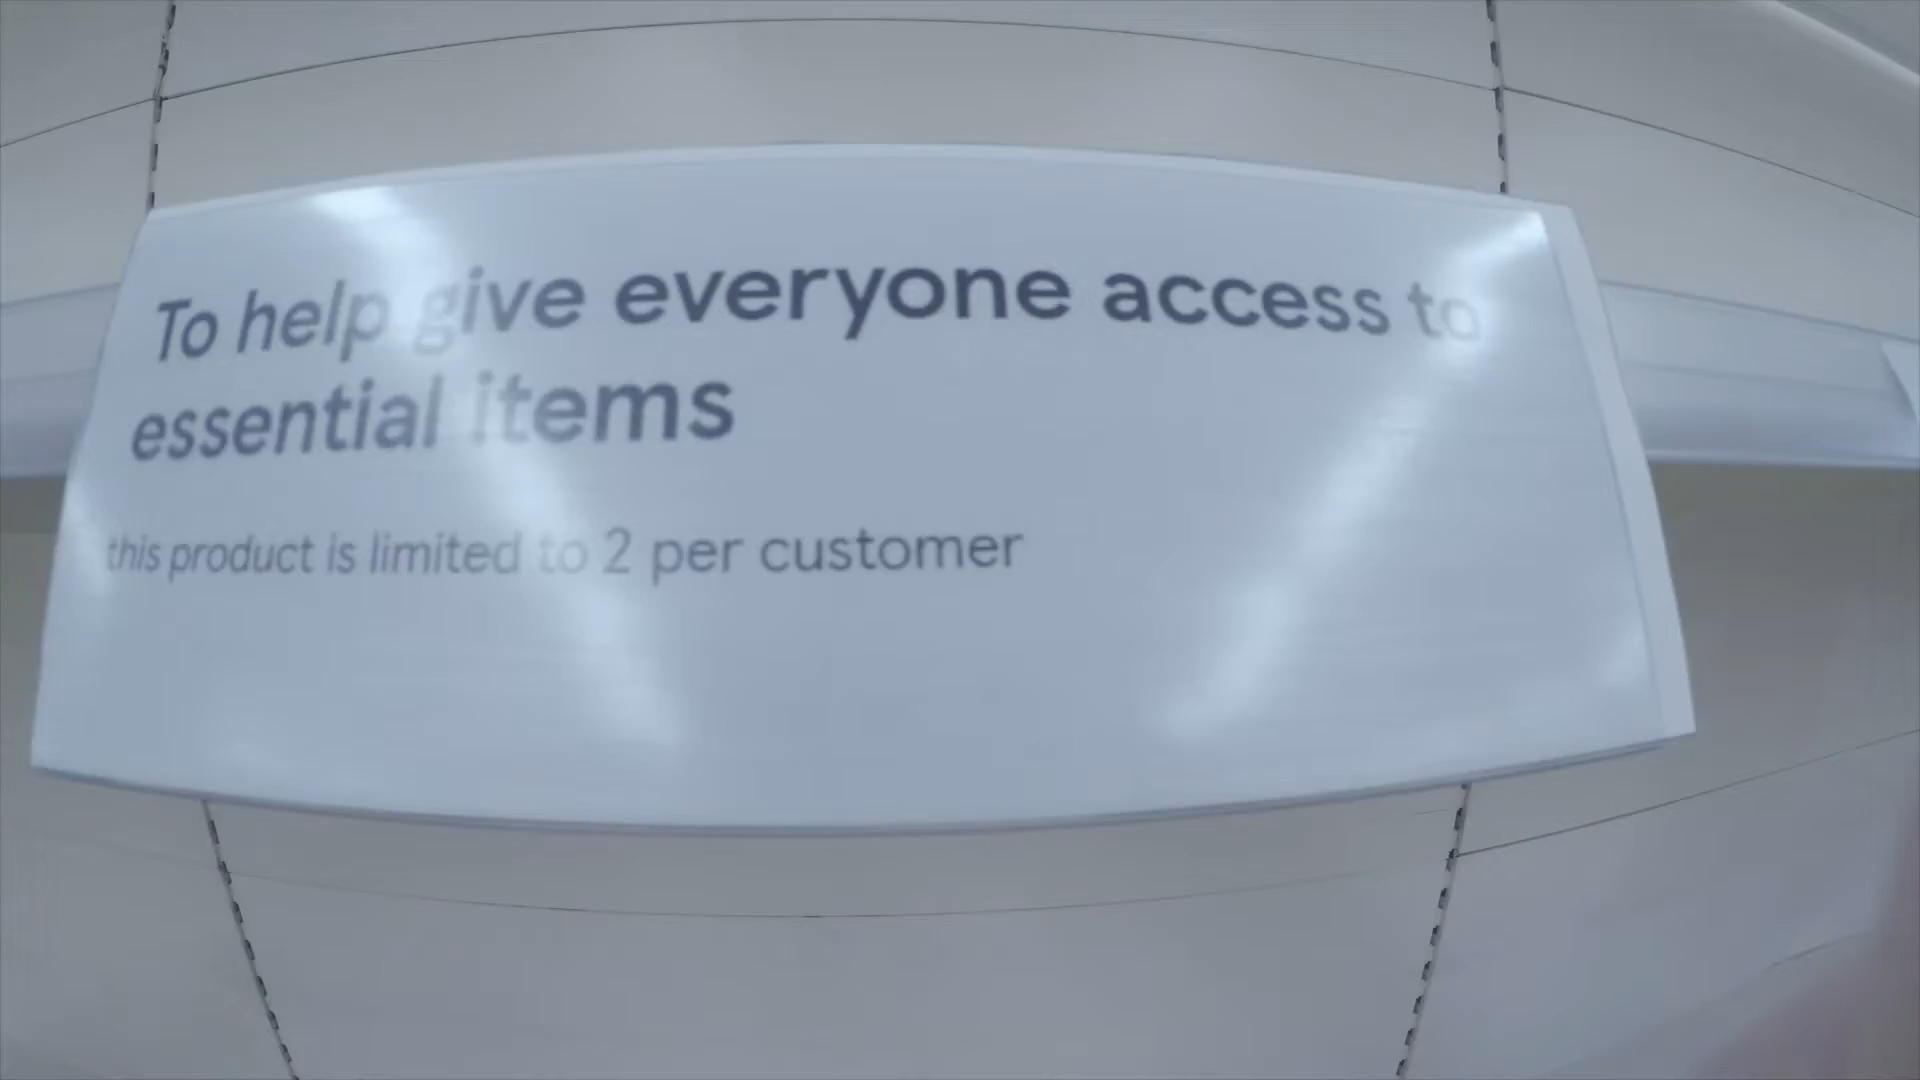 To help give everyone access to
essential items
this product is limited to 2 per customer